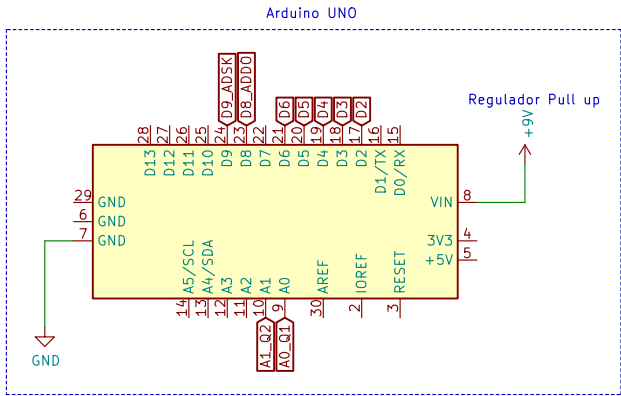 Arduino UNO
Regulador Pull up
+9V
D9_ADSK
D8_ADDO
D6
D5
D4
D3
D2
28
27
26
25
24
23
22
21
20
19
18
17
16
15
D13
D12
D11
D10
D9
D8
D7
D6
D5
D4
D3
D2
D1/TX
D0/RX
29 GND
VIN 8
6 GND
7 GND
3V3 4
+5V 5
A5/SCL
A4/SDA
A3
A2
A1
A0
AREF
IOREF
RESET
14
13
12
11
10
9
30
2
3
A1_Q2
A0_Q1
GND